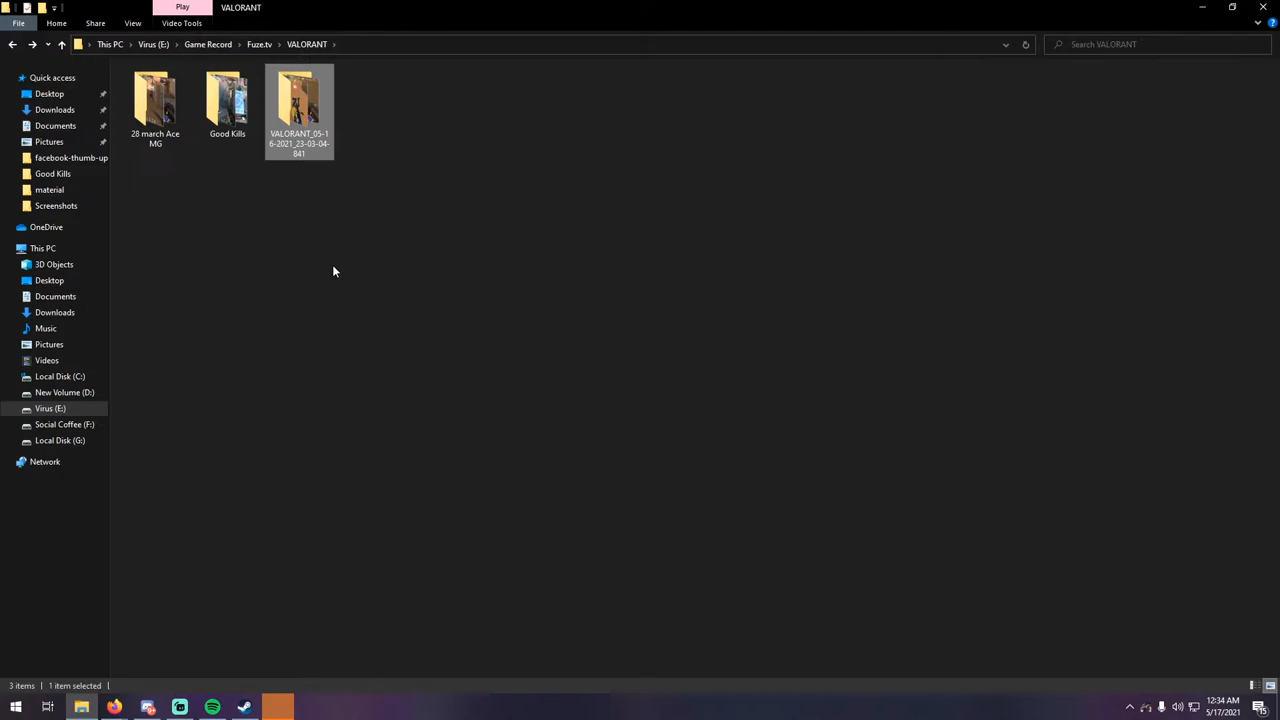 Play
VALORANT
File
Home
Share
View
Video Tools
This PC
Virus (E:)
Game Record
Fuze.tv
VALORANT
Search VALORANT
Quick access
Desktop
Downloads
Documents
Pictures
facebook-thumb-up
Good Kills
material
Screenshots
OneDrive
This PC
3D Objects
Desktop
Documents
Downloads
Music
Pictures
Videos
Local Disk (C:)
New Volume (D:)
Virus (E:)
Social Coffee (F:)
Local Disk (G:)
Network
28 march Ace
MG
Good Kills
VALORANT_05-1
6-2021_23-03-04-
841
3 items
1 item selected
12:34 AM
5/17/2021
15